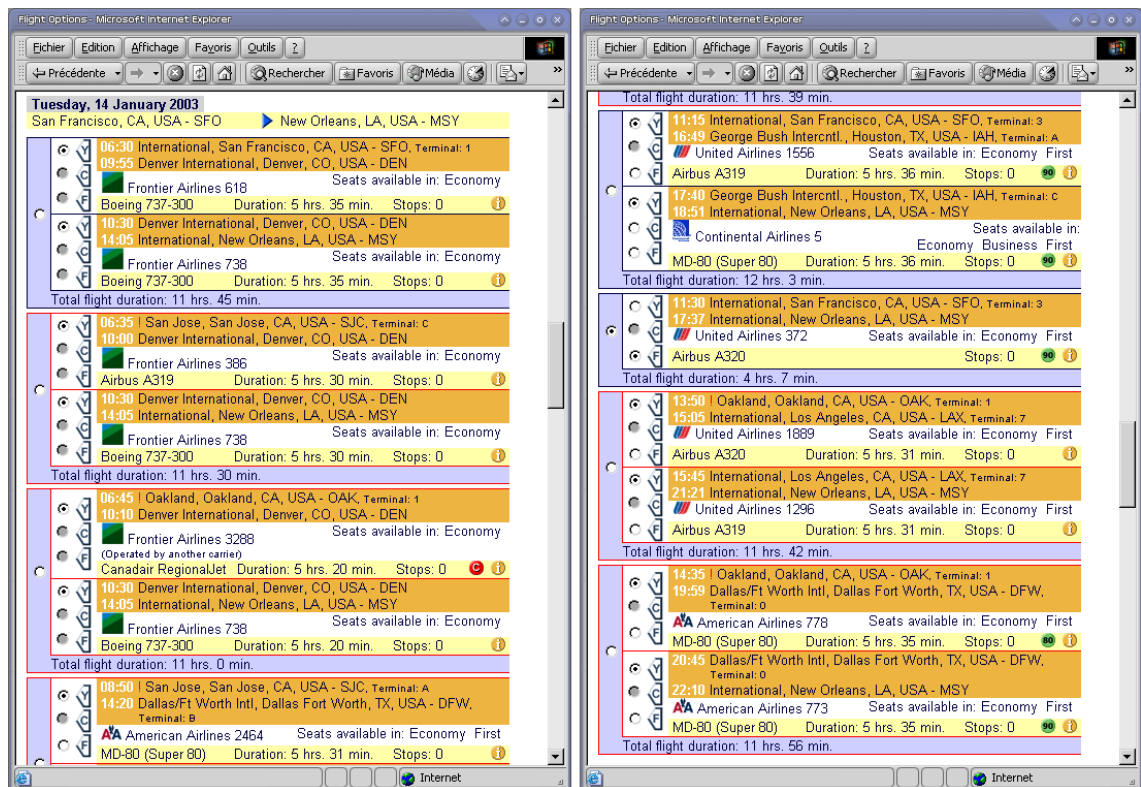 Flight Options - Microsoft Internet Explorer
Fichier Edition Affichage Favoris Outils ?
Précédente Rechercher Favoris Média »
Tuesday, 14 January 2003
San Francisco, CA, USA - SFO New Orleans, LA, USA - MSY
Y 06:30 International, San Francisco, CA, USA - SFO, Terminal: 1
09:55 Denver International, Denver, CO, USA - DEN
C Seats available in: Economy
Frontier Airlines 618
F Boeing 737-300 Duration: 5 hrs. 35 min. Stops: 0 i
Y 10:30 Denver International, Denver, CO, USA - DEN
14:05 International, New Orleans, LA, USA - MSY
C Seats available in: Economy
Frontier Airlines 738
F Boeing 737-300 Duration: 5 hrs. 35 min. Stops: 0 i
Total flight duration: 11 hrs. 45 min.
Y 06:35 ! San Jose, San Jose, CA, USA - SJC, Terminal: C
10:00 Denver International, Denver, CO, USA - DEN
C Seats available in: Economy
Frontier Airlines 386
F Airbus A319 Duration: 5 hrs. 30 min. Stops: 0 i
Y 10:30 Denver International, Denver, CO, USA - DEN
14:05 International, New Orleans, LA, USA - MSY
C Seats available in: Economy
Frontier Airlines 738
F Boeing 737-300 Duration: 5 hrs. 30 min. Stops: 0 i
Total flight duration: 11 hrs. 30 min.
Y 06:45 ! Oakland, Oakland, CA, USA - OAK, Terminal: 1
10:10 Denver International, Denver, CO, USA - DEN
C Seats available in: Economy
Frontier Airlines 3288
F (Operated by another carrier)
Canadair RegionalJet Duration: 5 hrs. 20 min. Stops: 0 C i
Y 10:30 Denver International, Denver, CO, USA - DEN
14:05 International, New Orleans, LA, USA - MSY
C Seats available in: Economy
Frontier Airlines 738
F Boeing 737-300 Duration: 5 hrs. 20 min. Stops: 0 i
Total flight duration: 11 hrs. 0 min.
Y 08:50 ! San Jose, San Jose, CA, USA - SJC, Terminal: A
14:20 Dallas/Ft Worth Intl, Dallas Fort Worth, TX, USA - DFW,
Terminal: B
C AA American Airlines 2464 Seats available in: Economy First
F MD-80 (Super 80) Duration: 5 hrs. 31 min. Stops: 0 i
Internet
Flight Options - Microsoft Internet Explorer
Fichier Edition Affichage Favoris Outils ?
Précédente Rechercher Favoris Média »
Total flight duration: 11 hrs. 39 min.
Y 11:15 International, San Francisco, CA, USA - SFO, Terminal: 3
16:49 George Bush Intercntl., Houston, TX, USA - IAH, Terminal: A
C United Airlines 1556 Seats available in: Economy First
F Airbus A319 Duration: 5 hrs. 36 min. Stops: 0 90 i
Y 17:40 George Bush Intercntl., Houston, TX, USA - IAH, Terminal: C
18:51 International, New Orleans, LA, USA - MSY
C Continental Airlines 5 Seats available in:
Economy Business First
F MD-80 (Super 80) Duration: 5 hrs. 36 min. Stops: 0 90 i
Total flight duration: 12 hrs. 3 min.
Y 11:30 International, San Francisco, CA, USA - SFO, Terminal: 3
17:37 International, New Orleans, LA, USA - MSY
C United Airlines 372 Seats available in: Economy First
F Airbus A320 Stops: 0 90 i
Total flight duration: 4 hrs. 7 min.
Y 13:50 ! Oakland, Oakland, CA, USA - OAK, Terminal: 1
15:05 International, Los Angeles, CA, USA - LAX, Terminal: 7
C United Airlines 1889 Seats available in: Economy First
F Airbus A320 Duration: 5 hrs. 31 min. Stops: 0 i
Y 15:45 International, Los Angeles, CA, USA - LAX, Terminal: 7
21:21 International, New Orleans, LA, USA - MSY
C United Airlines 1296 Seats available in: Economy First
F Airbus A319 Duration: 5 hrs. 31 min. Stops: 0 i
Total flight duration: 11 hrs. 42 min.
Y 14:35 ! Oakland, Oakland, CA, USA - OAK, Terminal: 1
19:59 Dallas/Ft Worth Intl, Dallas Fort Worth, TX, USA - DFW,
Terminal: 0
C AA American Airlines 778 Seats available in: Economy First
F MD-80 (Super 80) Duration: 5 hrs. 35 min. Stops: 0 80 i
Y 20:45 Dallas/Ft Worth Intl, Dallas Fort Worth, TX, USA - DFW,
Terminal: 0
C 22:10 International, New Orleans, LA, USA - MSY
AA American Airlines 773 Seats available in: Economy First
F MD-80 (Super 80) Duration: 5 hrs. 35 min. Stops: 0 90 i
Total flight duration: 11 hrs. 56 min.
Internet